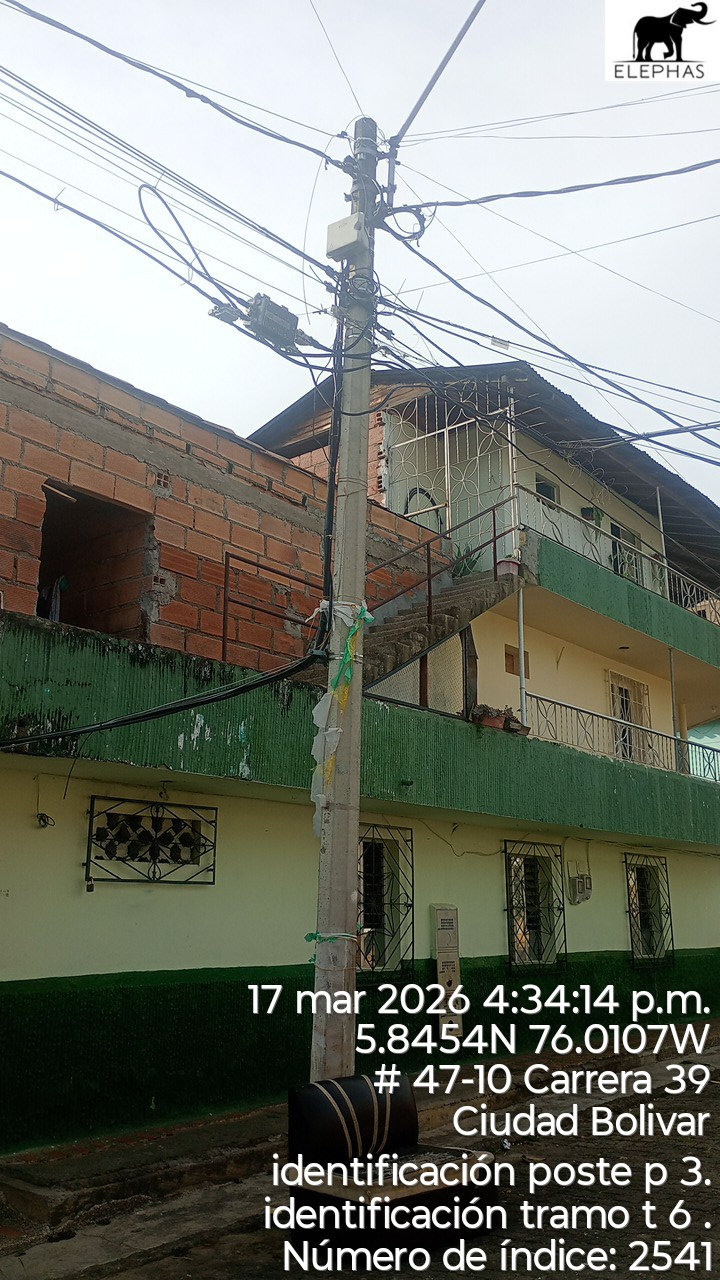 ELEPHAS
17 mar 2026 4:34:14 p.m.
5.8454N 76.0107W
# 47-10 Carrera 39
Ciudad Bolivar
identificación poste p 3.
identificación tramo t 6 .
Número de índice: 2541